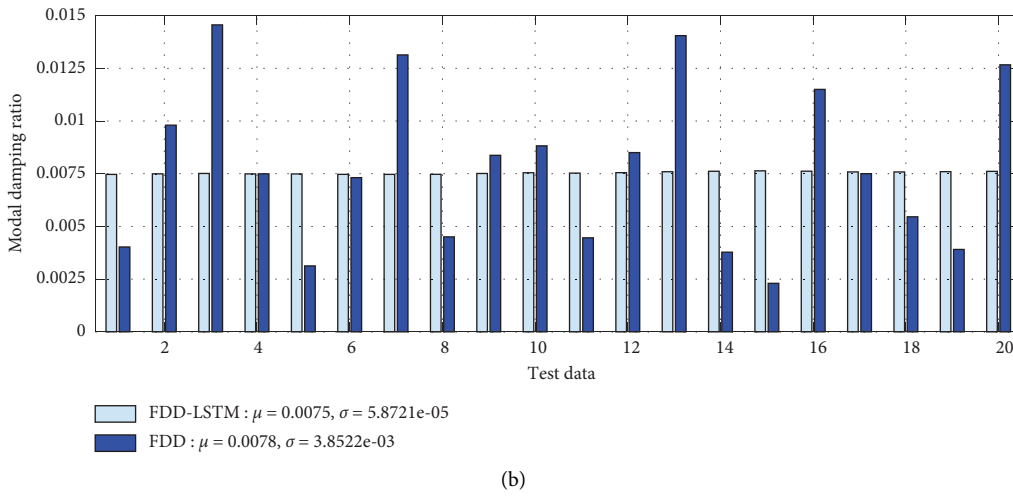 0.015
0.0125
0.01
0.0075
0.005
0.0025
0
Modal damping ratio
2 4 6 8 10 12 14 16 18 20
Test data
FDD-LSTM : μ = 0.0075, σ = 5.8721e-05
FDD : μ = 0.0078, σ = 3.8522e-03
(b)